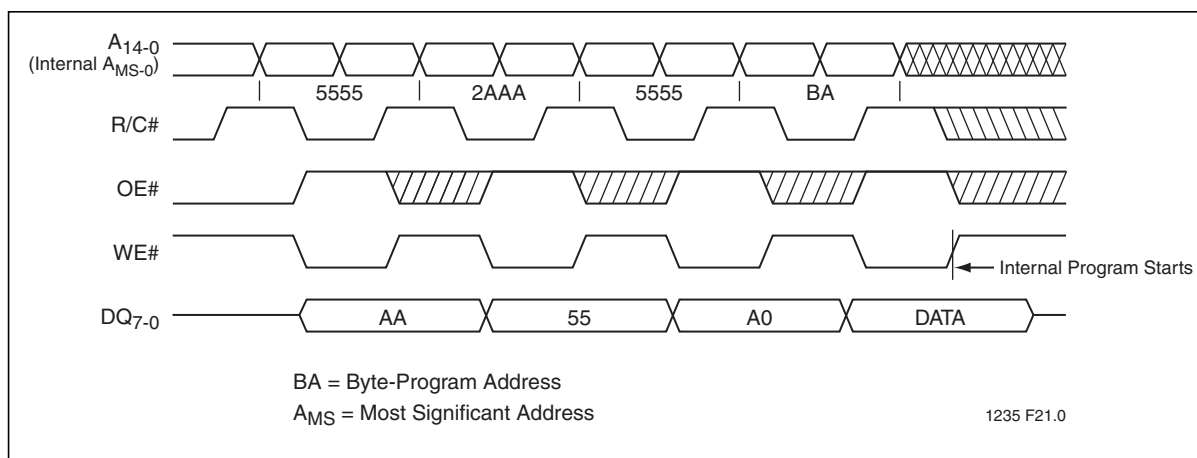 A14-0
(Internal AMS-0)
5555 2AAA 5555 BA
R/C#
OE#
WE#
Internal Program Starts
DQ7-0
AA 55 A0 DATA
BA = Byte-Program Address
AMS = Most Significant Address
1235 F21.0